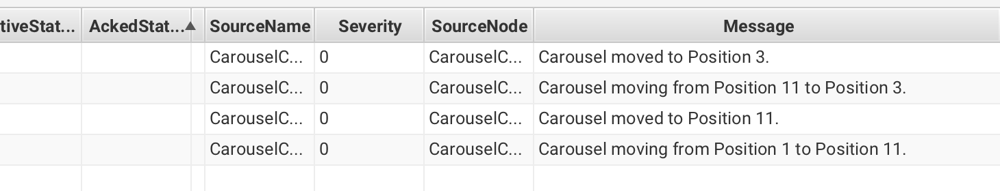 tiveStat... AckedStat... SourceName Severity SourceNode Message
CarouselC... 0 CarouselC... Carousel moved to Position 3.
CarouselC... 0 CarouselC... Carousel moving from Position 11 to Position 3.
CarouselC... 0 CarouselC... Carousel moved to Position 11.
CarouselC... 0 CarouselC... Carousel moving from Position 1 to Position 11.